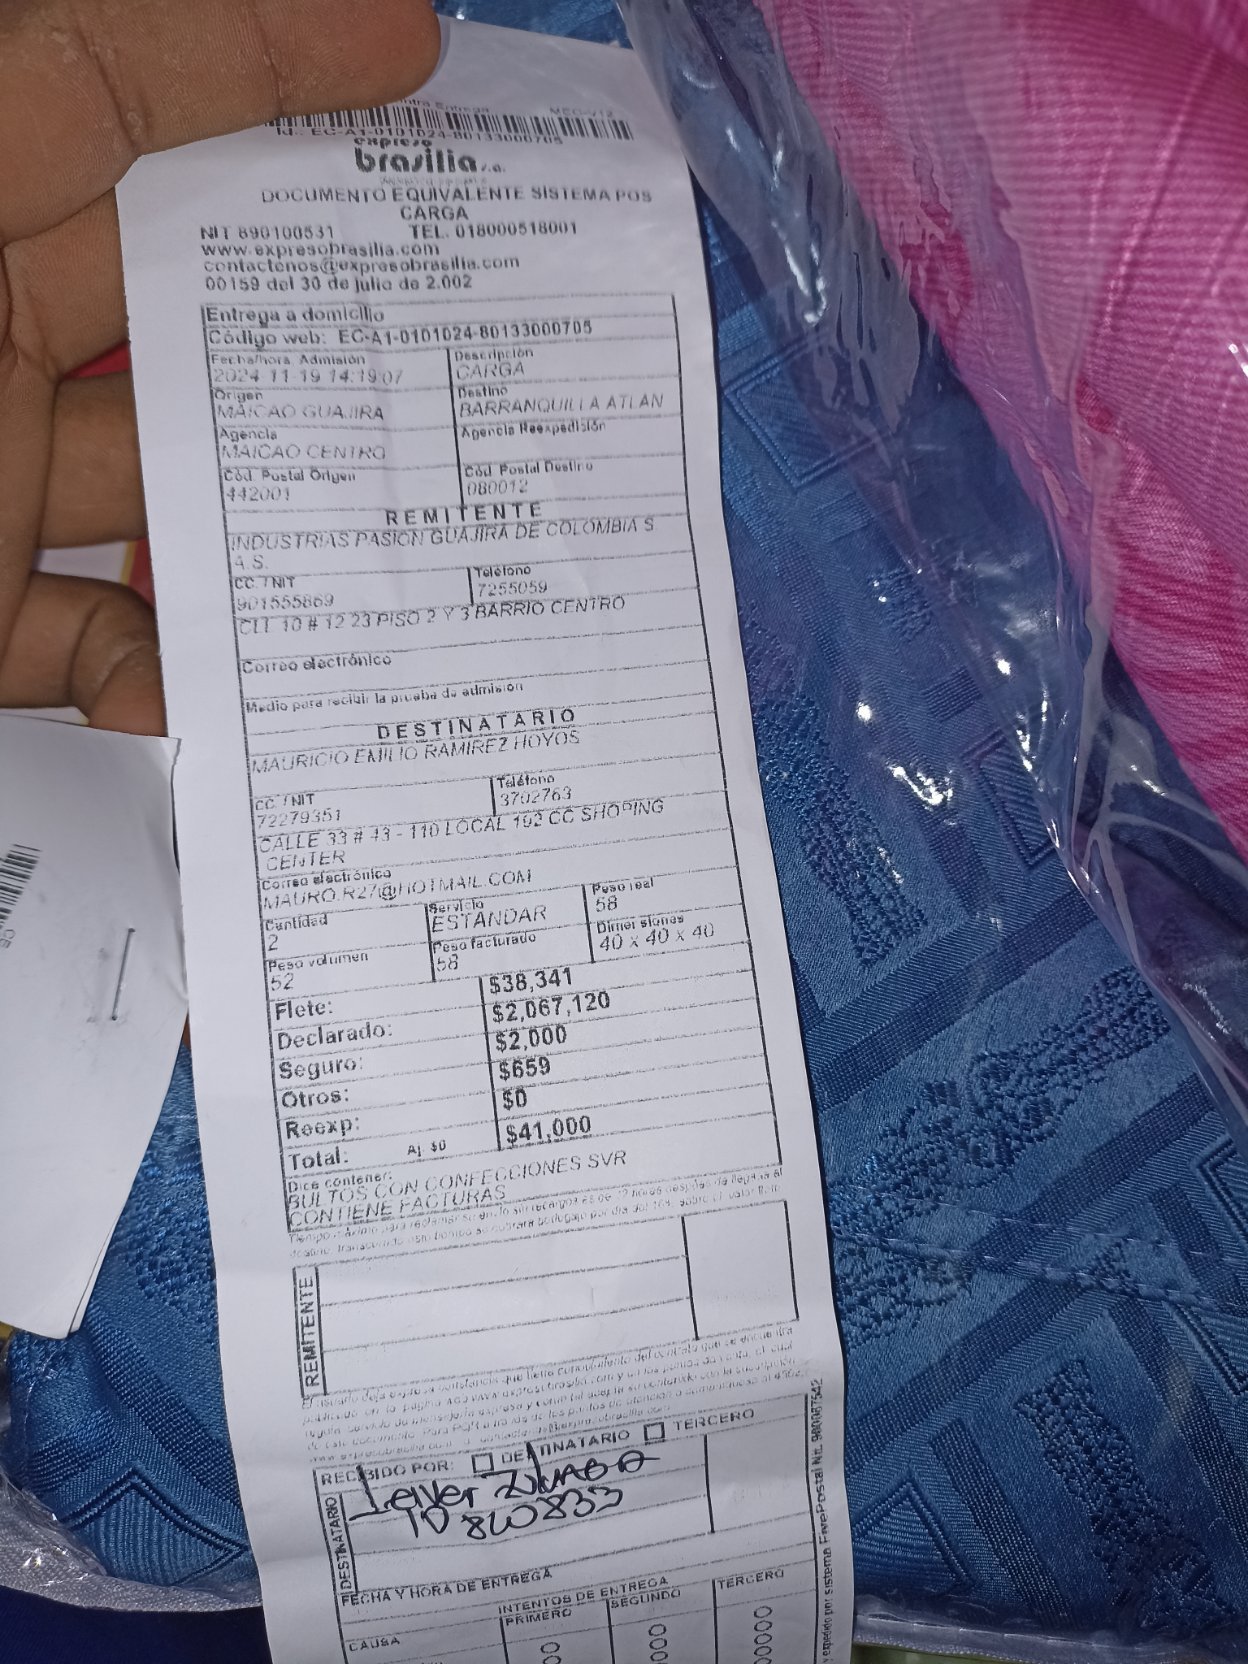 Id.: EC-A1-0101024-80133000705
expreso
brasilia s.a.
DOCUMENTO EQUIVALENTE SISTEMA POS
CARGA
NIT 890100531 TEL. 018000518001
www.expresobrasilia.com
contactenos@expresobrasilia.com
00159 del 30 de julio de 2.002
Entrega a domicilio
Código web: EC-A1-0101024-80133000705
Fecha/hora Admisión Descripción
2024-11-19 14:19:07 CARGA
Origen Destino
MAICAO GUAJIRA BARRANQUILLA ATLAN
Agencia Agencia Reexpedición
MAICAO CENTRO
Cód. Postal Origen Cód. Postal Destino
442001 080012
REMITENTE
INDUSTRIAS PASION GUAJIRA DE COLOMBIA S
A.S.
CC. / NIT Teléfono
901555869 7255059
CLL 10 # 12 23 PISO 2 Y 3 BARRIO CENTRO
Correo electrónico
Medio para recibir la prueba de admisión
DESTINATARIO
MAURICIO EMILIO RAMIREZ HOYOS
CC. / NIT Teléfono
72279351 3702763
CALLE 33 # 43 - 110 LOCAL 102 CC SHOPING
CENTER
Correo electrónico
MAURO.R27@HOTMAIL.COM
Cantidad Servicio Peso real
2 ESTANDAR 58
Peso volumen Peso facturado Dimensiones
52 58 40 x 40 x 40
Flete: $38,341
Declarado: $2,067,120
Seguro: $2,000
Otros: $659
Reexp: $0
Total: Aj $0 $41,000
Dice contener:
BULTOS CON CONFECCIONES SVR
CONTIENE FACTURAS
REMITENTE
RECIBIDO POR: DESTINATARIO TERCERO
DESTINATARIO
Leiver
ID
FECHA Y HORA DE ENTREGA
INTENTOS DE ENTREGA
PRIMERO SEGUNDO TERCERO
CAUSA